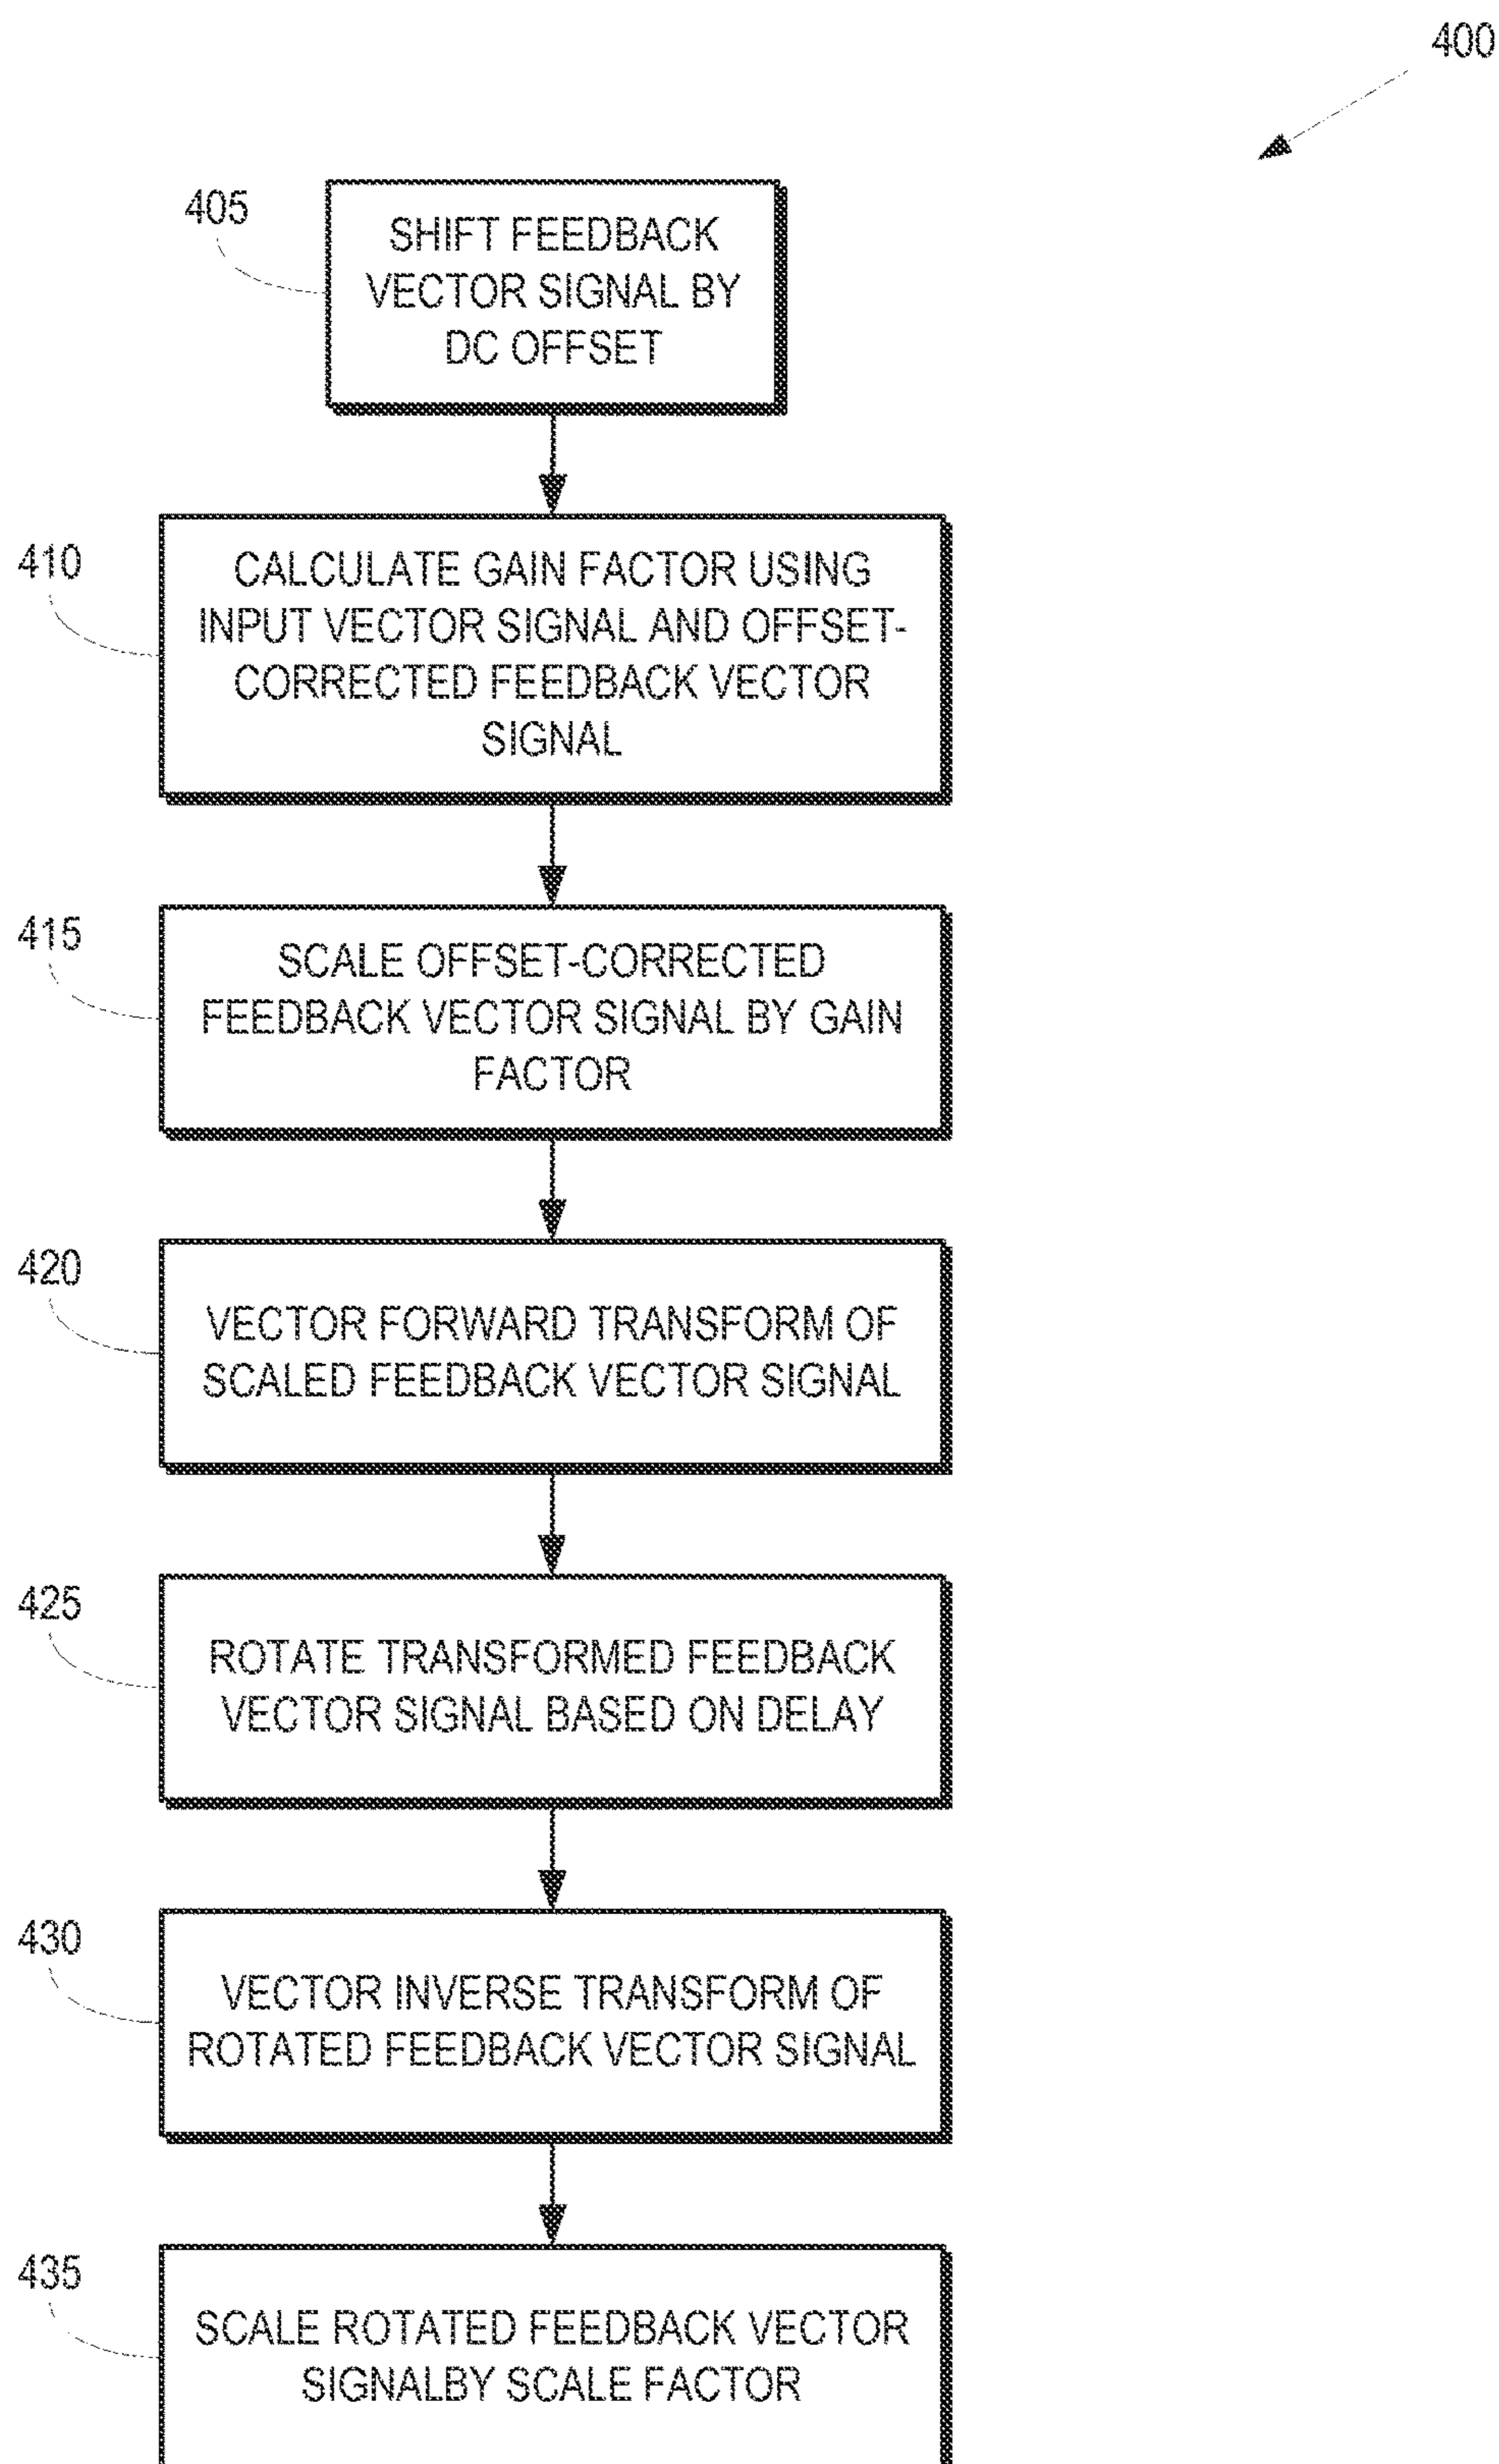 400
405
SHIFT FEEDBACK
VECTOR SIGNAL BY
DC OFFSET
410
CALCULATE GAIN FACTOR USING
INPUT VECTOR SIGNAL AND OFFSET-
CORRECTED FEEDBACK VECTOR
SIGNAL
415
SCALE OFFSET-CORRECTED
FEEDBACK VECTOR SIGNAL BY GAIN
FACTOR
420
VECTOR FORWARD TRANSFORM OF
SCALED FEEDBACK VECTOR SIGNAL
425
ROTATE TRANSFORMED FEEDBACK
VECTOR SIGNAL BASED ON DELAY
430
VECTOR INVERSE TRANSFORM OF
ROTATED FEEDBACK VECTOR SIGNAL
435
SCALE ROTATED FEEDBACK VECTOR
SIGNALBY SCALE FACTOR